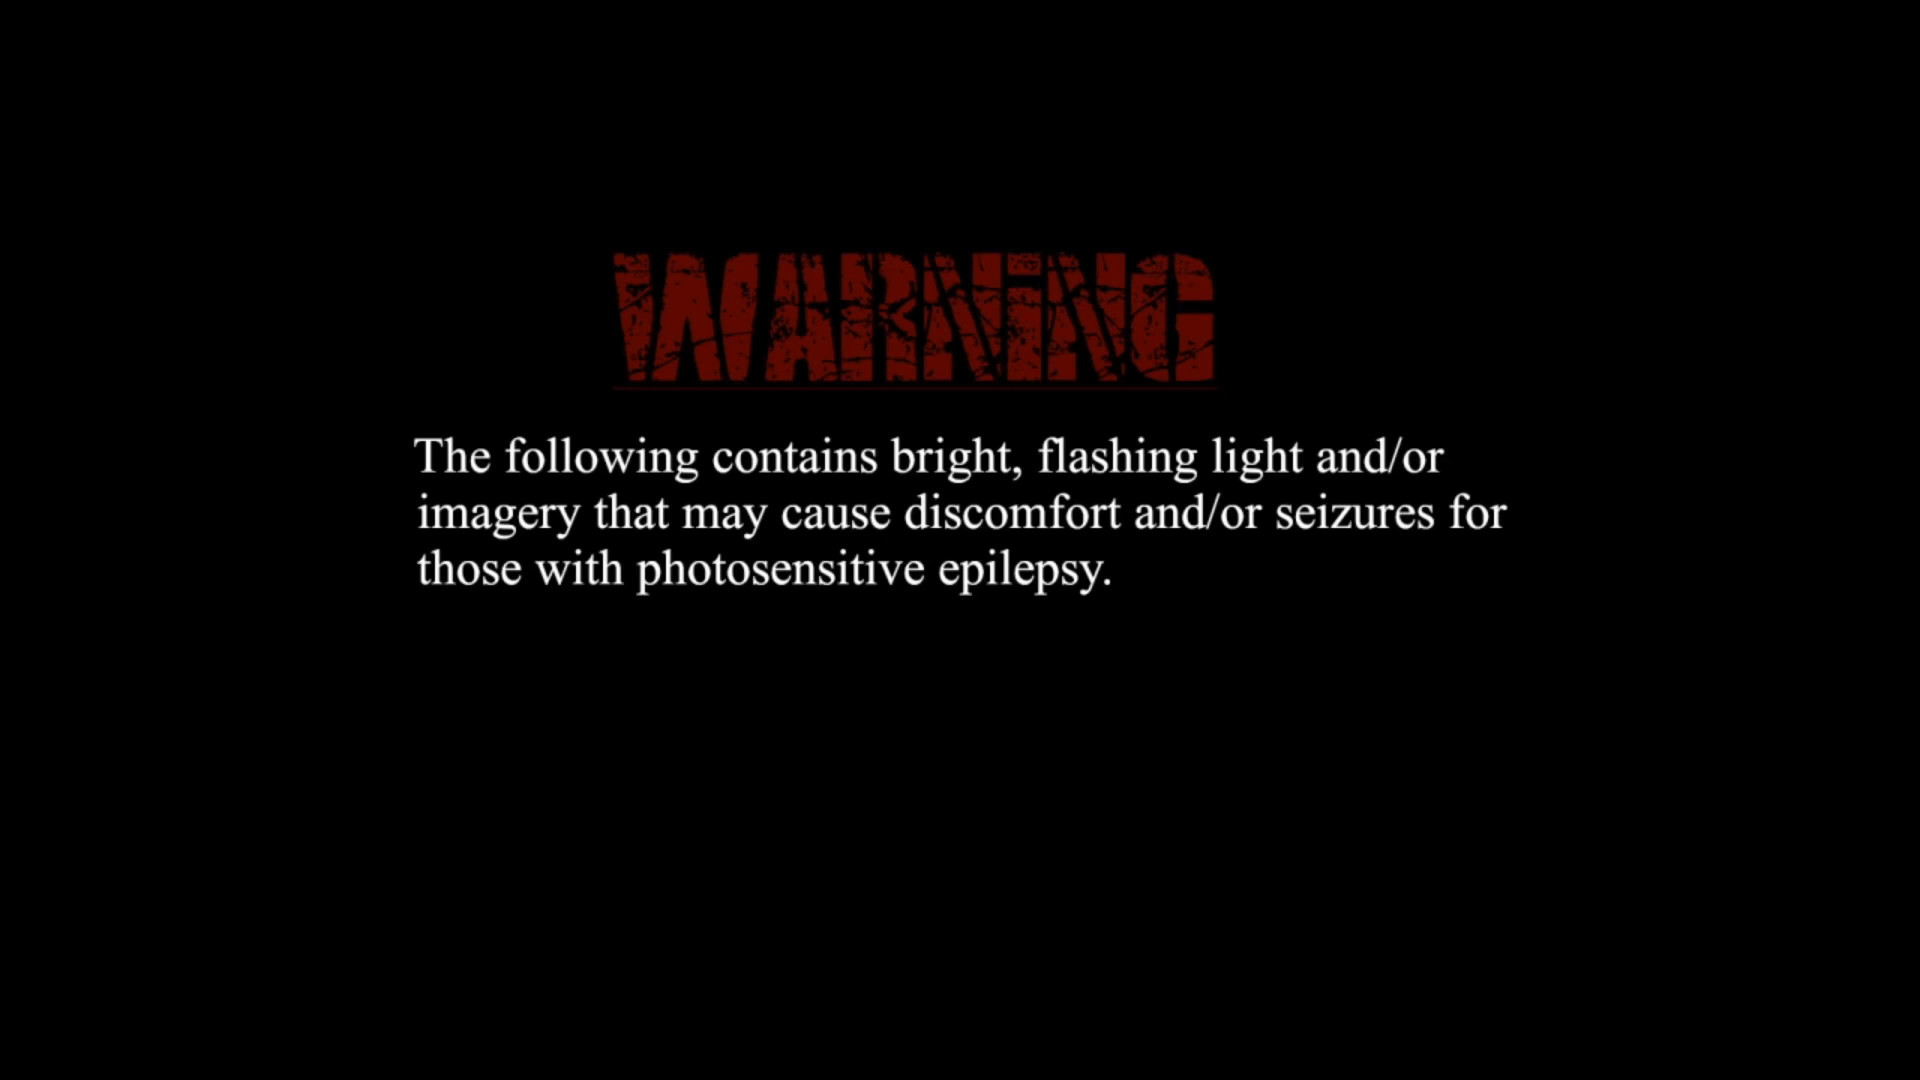 WARNiNG
The following contains bright, flashing light and/or
imagery that may cause discomfort and/or seizures for
those with photosensitive epilepsy.